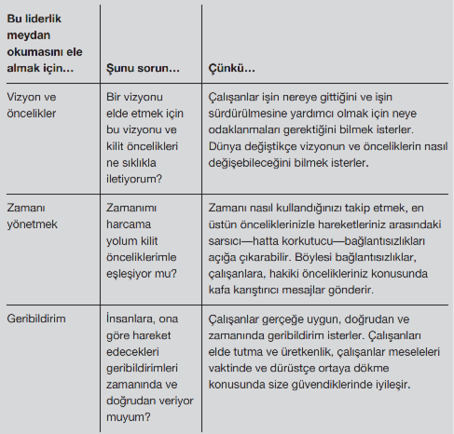 Bu liderlik
meydan
okumasını ele
almak için...
Şunu sorun...
Çünkü...
Vizyon ve
öncelikler
Bir vizyonu
elde etmek için
bu vizyonu ve
kilit öncelikleri
ne sıklıkla
iletiyorum?
Çalışanlar işin nereye gittiğini ve işin
sürdürülmesine yardımcı olmak için neye
odaklanmaları gerektiğini bilmek isterler.
Dünya değiştikçe vizyonun ve önceliklerin nasıl
değişebileceğini bilmek isterler.
Zamanı
yönetmek
Zamanımı
harcama
yolum kilit
önceliklerimle
eşleşiyor mu?
Zamanı nasıl kullandığınızı takip etmek, en
üstün önceliklerinizle hareketleriniz arasındaki
sarsıcı—hatta korkutucu—bağlantısızlıkları
açığa çıkarabilir. Böylesi bağlantısızlıklar,
çalışanlara, hakiki öncelikleriniz konusunda
kafa karıştırıcı mesajlar gönderir.
Geribildirim
İnsanlara, ona
göre hareket
edecekleri
geribildirimleri
zamanında ve
doğrudan veriyor
muyum?
Çalışanlar gerçeğe uygun, doğrudan ve
zamanında geribildirim isterler. Çalışanları
elde tutma ve üretkenlik, çalışanlar meseleleri
vaktinde ve dürüstçe ortaya dökme
konusunda size güvendiklerinde iyileşir.